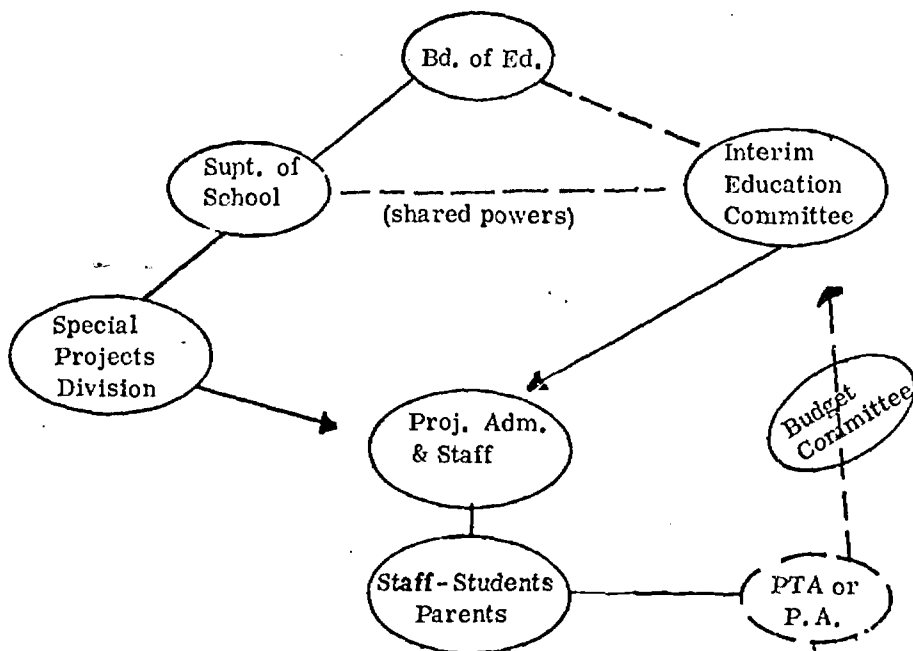 Bd. of Ed.
Supt. of
School
(shared powers)
Interim
Education
Committee
Special
Projects
Division
Proj. Adm.
& Staff
Budget
Committee
Staff-Students
Parents
PTA or
P.A.